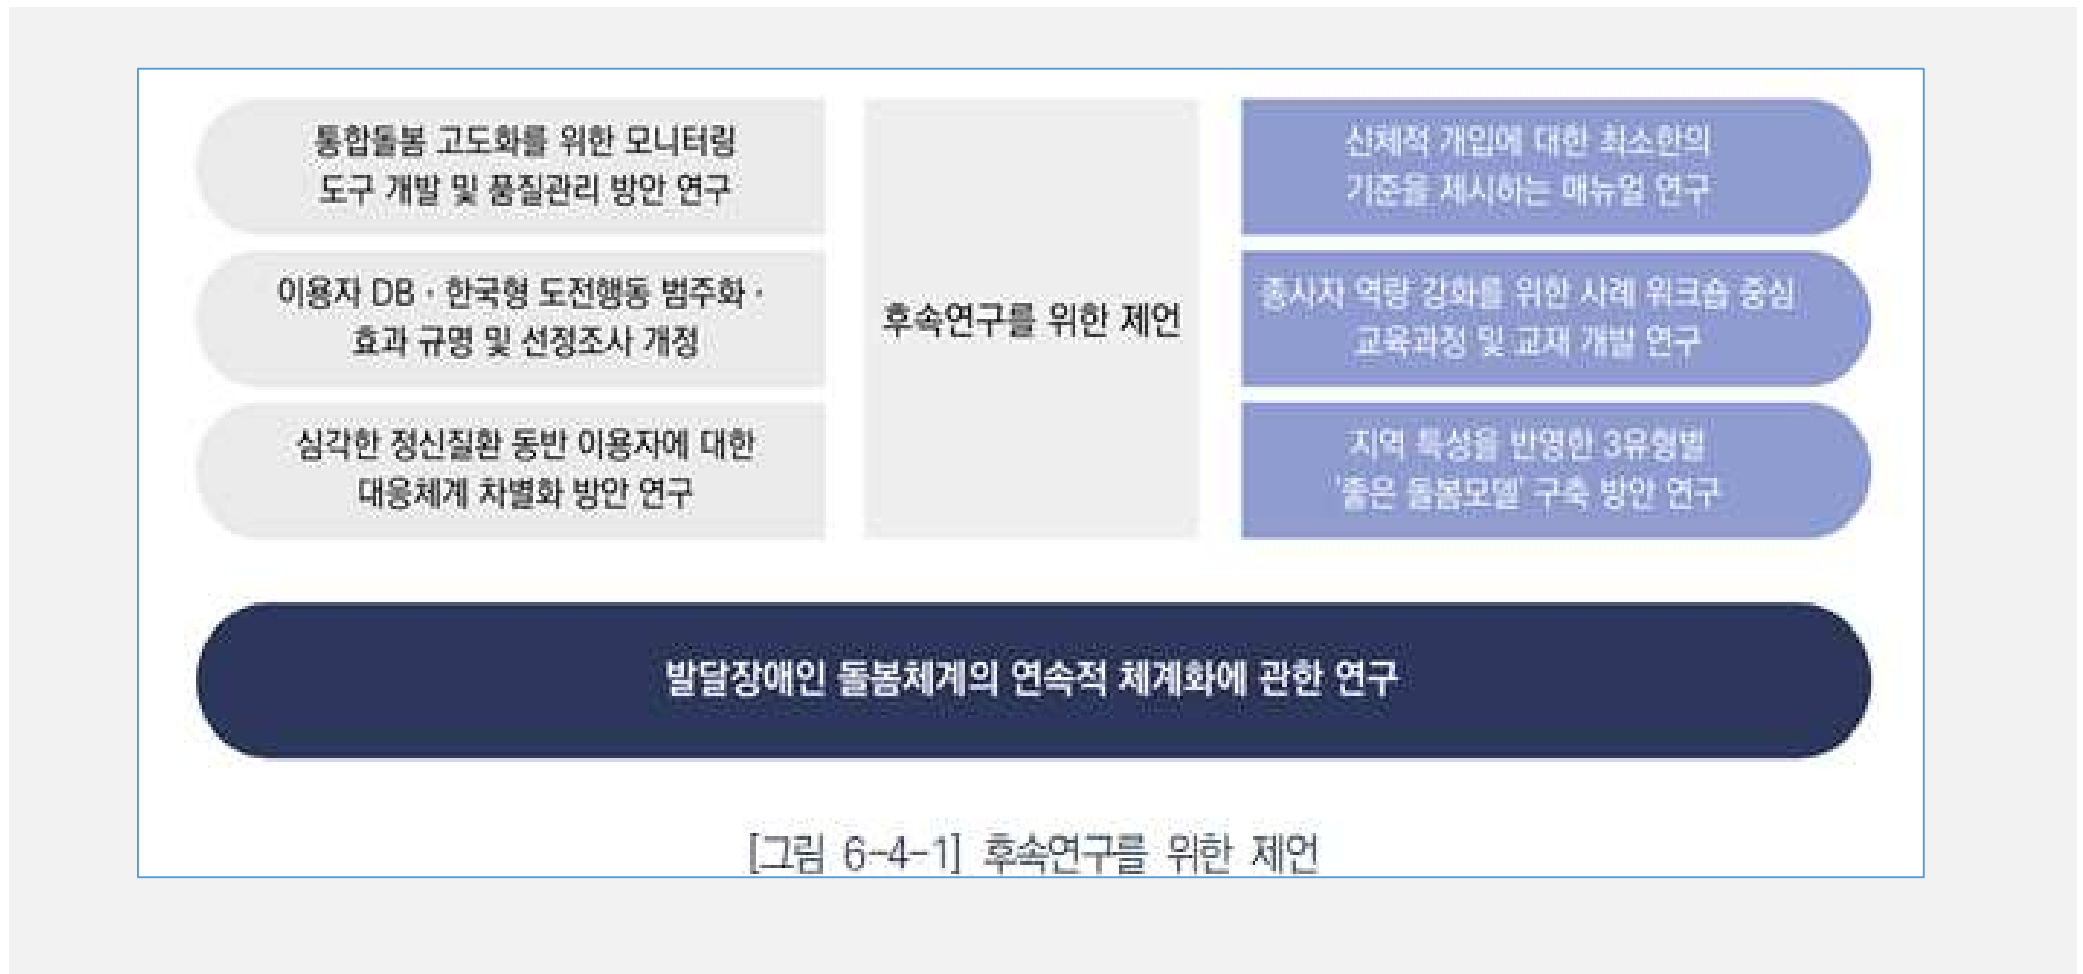 통합돌봄 고도화를 위한 모니터링
도구 개발 및 품질관리 방안 연구
이용자 DB · 한국형 도전행동 범주화 ·
효과 규명 및 선정조사 개정
심각한 정신질환 동반 이용자에 대한
대응체계 차별화 방안 연구
후속연구를 위한 제언
신체적 개입에 대한 최소한의
기준을 제시하는 매뉴얼 연구
종사자 역량 강화를 위한 사례 워크숍 중심
교육과정 및 교재 개발 연구
지역 특성을 반영한 3유형별
'좋은 돌봄모델' 구축 방안 연구
발달장애인 돌봄체계의 연속적 체계화에 관한 연구
[그림 6-4-1] 후속연구를 위한 제언